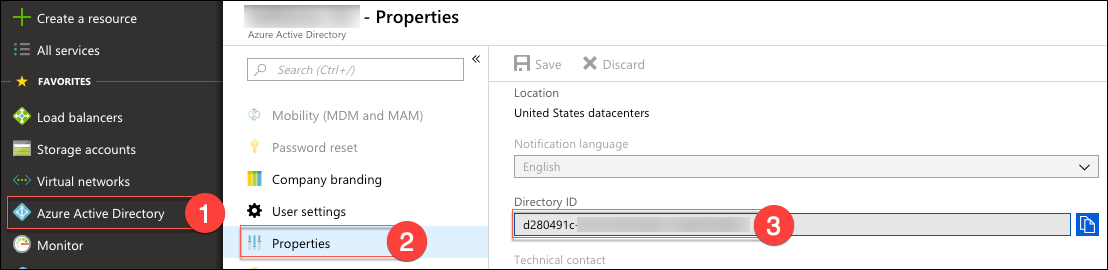 Create a resource
All services
FAVORITES
Load balancers
Storage accounts
Virtual networks
Azure Active Directory
1
Monitor
- Properties
Azure Active Directory
«
Search (Ctrl+/)
Mobility (MDM and MAM)
Password reset
Company branding
User settings
Properties
2
Save
Discard
Location
United States datacenters
Notification language
English
Directory ID
d280491c-
3
Technical contact